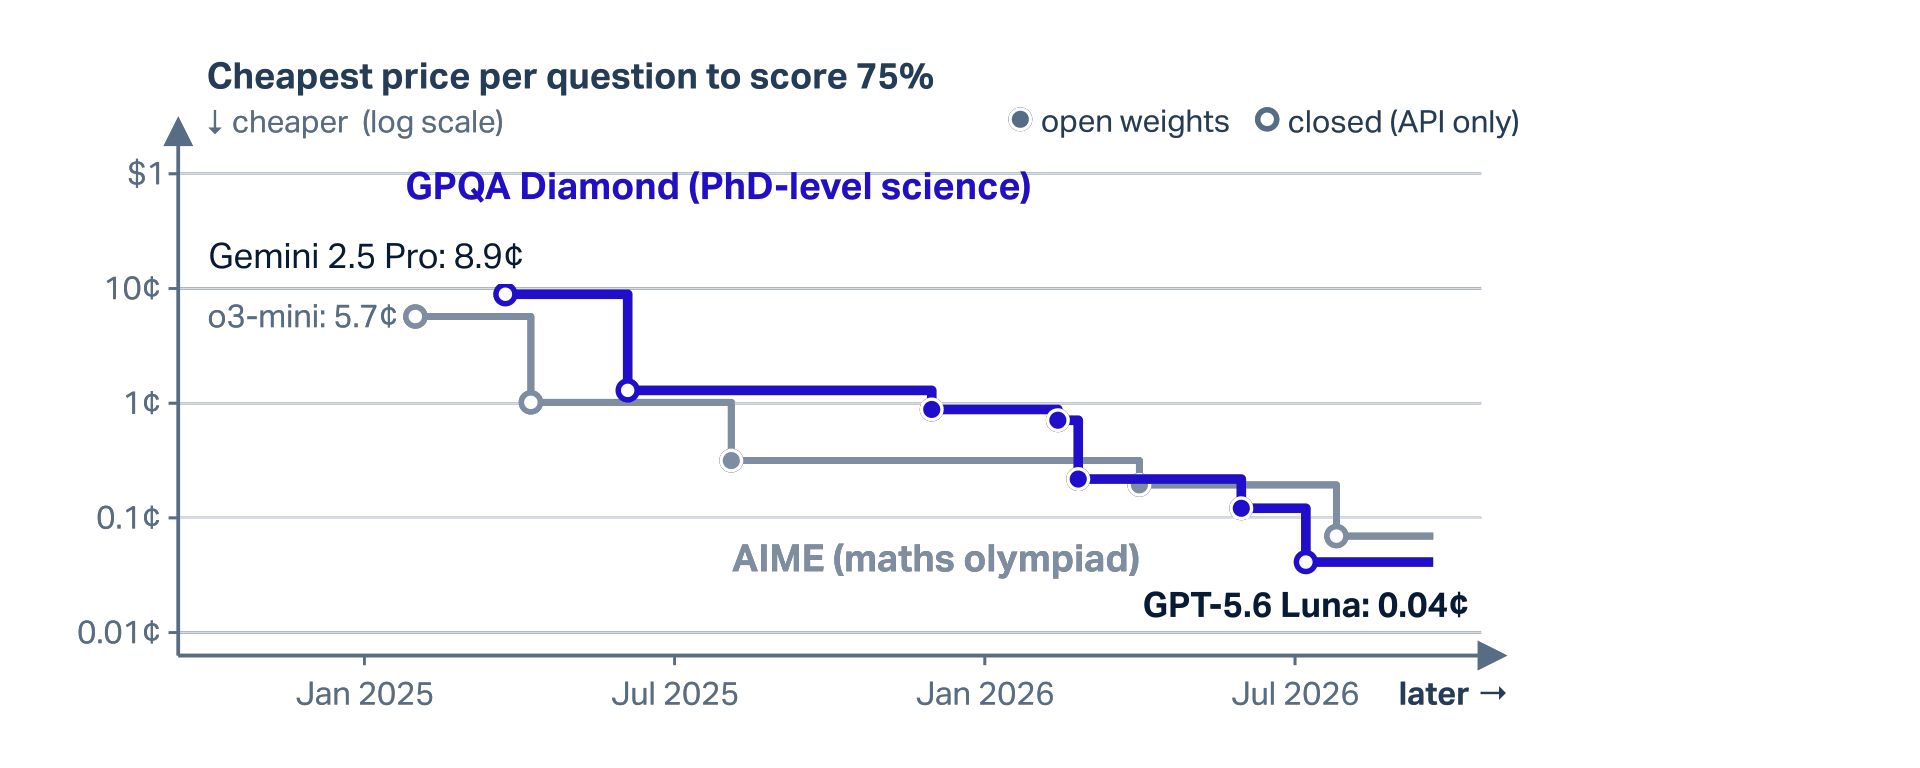 Cheapest price per question to score 75%
↓ cheaper (log scale)
open weights
closed (API only)
$1
GPQA Diamond (PhD-level science)
Gemini 2.5 Pro: 8.9¢
10¢
o3-mini: 5.7¢
1¢
0.1¢
AIME (maths olympiad)
GPT-5.6 Luna: 0.04¢
0.01¢
Jan 2025
Jul 2025
Jan 2026
Jul 2026
later →